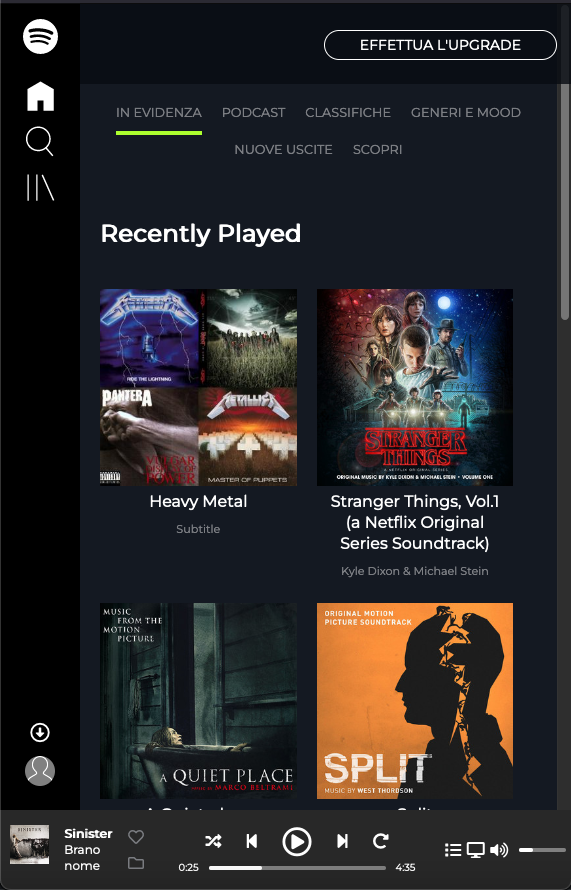 EFFETTUA L'UPGRADE
IN EVIDENZA PODCAST CLASSIFICHE GENERI E MOOD
NUOVE USCITE SCOPRI
Recently Played
METALLICA
RIDE THE LIGHTNING
PANTERA
VULGAR
DISPLAY OF
POWER
METALLICA
MASTER OF PUPPETS
Heavy Metal
Subtitle
STRANGER
THINGS
A NETFLIX ORIGINAL SERIES
ORIGINAL MUSIC BY KYLE DIXON & MICHAEL STEIN • VOLUME ONE
Stranger Things, Vol.1
(a Netflix Original
Series Soundtrack)
Kyle Dixon & Michael Stein
MUSIC
FROM THE
MOTION
PICTURE
A QUIET PLACE
MUSIC BY MARCO BELTRAMI
ORIGINAL MOTION
PICTURE SOUNDTRACK
SPLIT
MUSIC BY WEST THORDSON
SINISTER
Sinister
Brano
nome
0:25
4:35